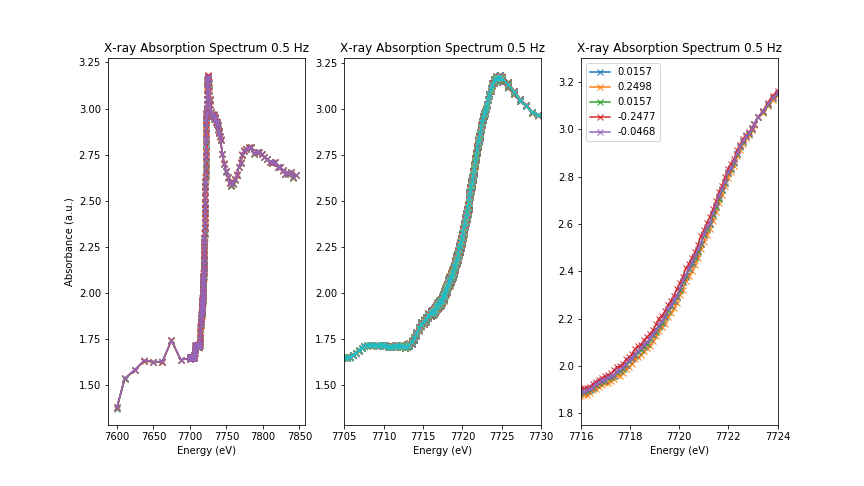 X-ray Absorption Spectrum 0.5 Hz
Absorbance (a.u.)
3.25
3.00
2.75
2.50
2.25
2.00
1.75
1.50
7600 7650 7700 7750 7800 7850
Energy (eV)
X-ray Absorption Spectrum 0.5 Hz
3.25
3.00
2.75
2.50
2.25
2.00
1.75
1.50
7705 7710 7715 7720 7725 7730
Energy (eV)
X-ray Absorption Spectrum 0.5 Hz
0.0157
0.2498
0.0157
-0.2477
-0.0468
3.2
3.0
2.8
2.6
2.4
2.2
2.0
1.8
7716 7718 7720 7722 7724
Energy (eV)